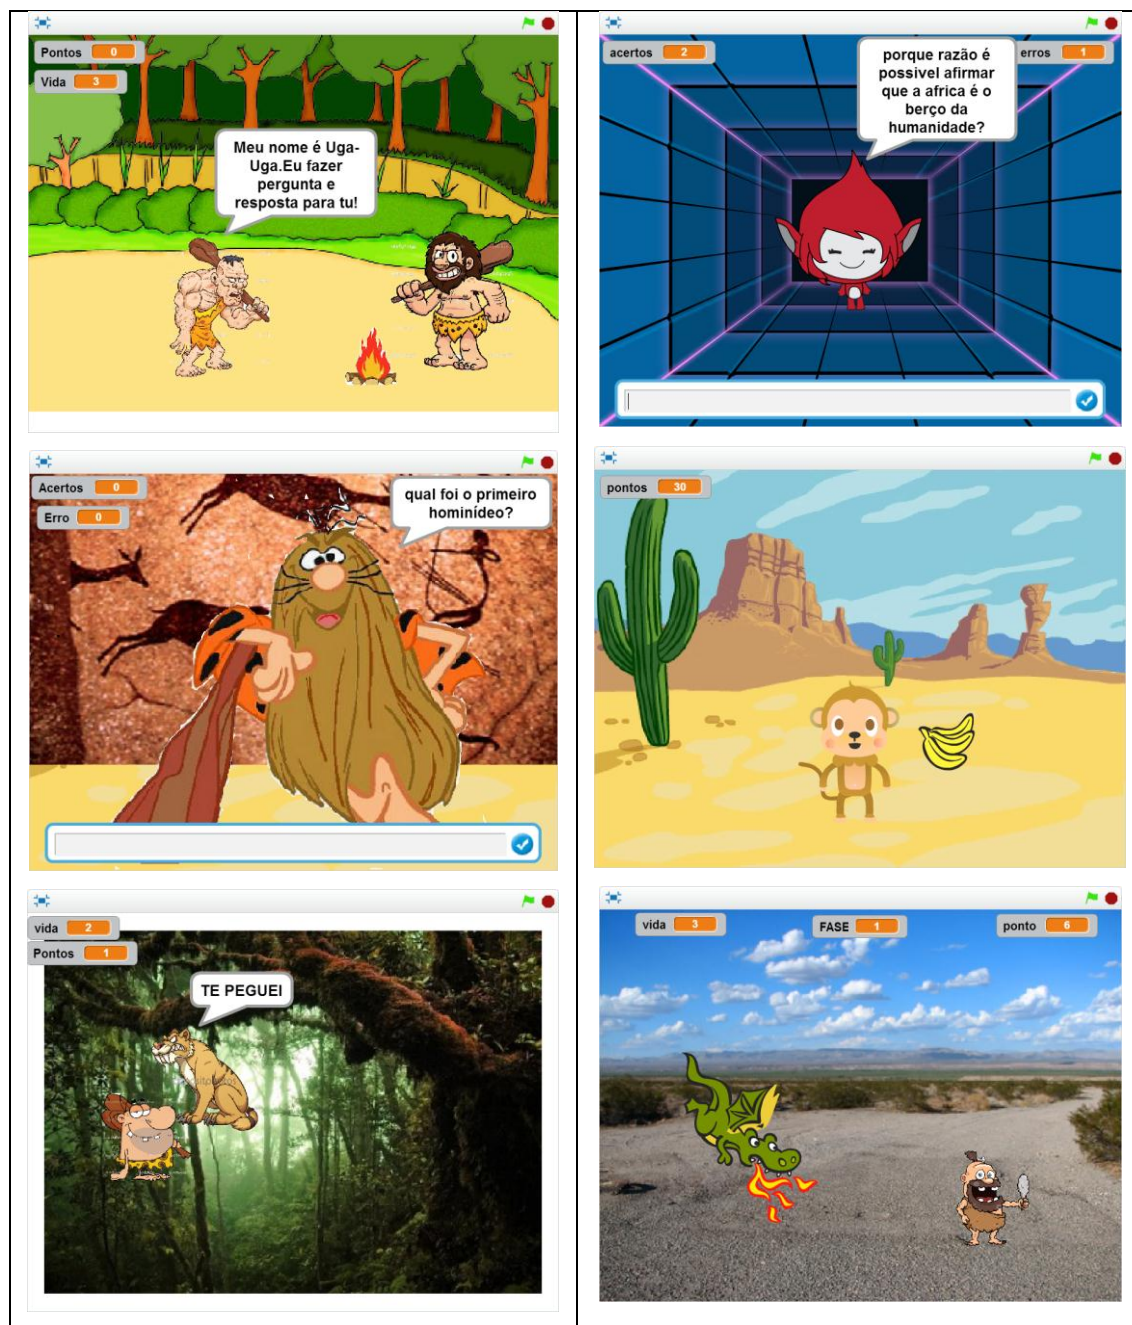 Pontos 0
Vida 3
Meu nome é Uga-
Uga.Eu fazer
pergunta e
resposta para tu!
acertos 2
erros 1
porque razão é
possivel afirmar
que a africa é o
berço da
humanidade?
Acertos 0
Erro 0
qual foi o primeiro
hominídeo?
pontos 30
vida 2
Pontos 1
TE PEGUEI
vida 3
FASE 1
ponto 6